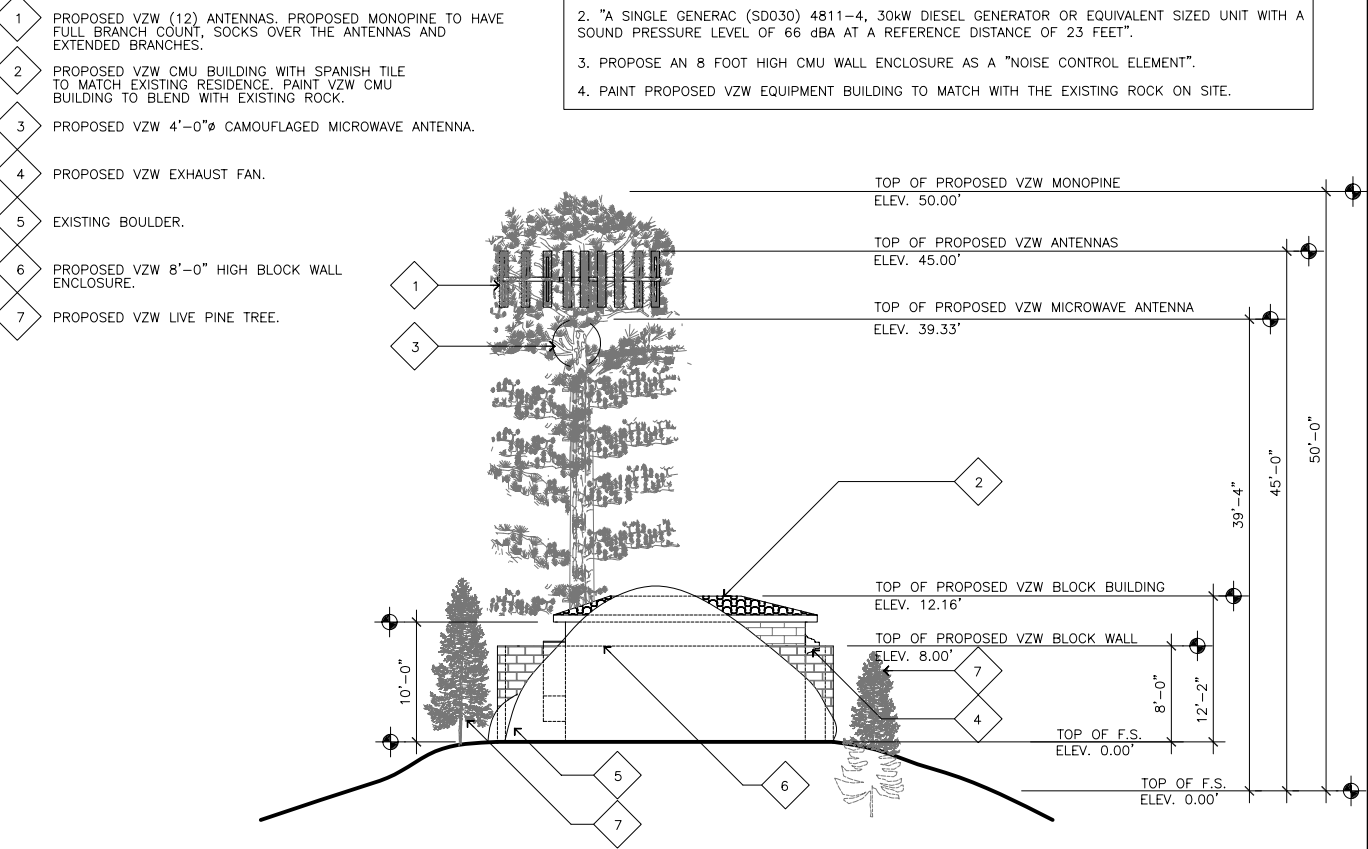 1
PROPOSED VZW (12) ANTENNAS. PROPOSED MONOPINE TO HAVE
FULL BRANCH COUNT, SOCKS OVER THE ANTENNAS AND
EXTENDED BRANCHES.
2
PROPOSED VZW CMU BUILDING WITH SPANISH TILE
TO MATCH EXISTING RESIDENCE. PAINT VZW CMU
BUILDING TO BLEND WITH EXISTING ROCK.
3
PROPOSED VZW 4'-0"ø CAMOUFLAGED MICROWAVE ANTENNA.
4
PROPOSED VZW EXHAUST FAN.
5
EXISTING BOULDER.
6
PROPOSED VZW 8'-0" HIGH BLOCK WALL
ENCLOSURE.
7
PROPOSED VZW LIVE PINE TREE.
2. "A SINGLE GENERAC (SD030) 4811-4, 30kW DIESEL GENERATOR OR EQUIVALENT SIZED UNIT WITH A
SOUND PRESSURE LEVEL OF 66 dBA AT A REFERENCE DISTANCE OF 23 FEET".
3. PROPOSE AN 8 FOOT HIGH CMU WALL ENCLOSURE AS A "NOISE CONTROL ELEMENT".
4. PAINT PROPOSED VZW EQUIPMENT BUILDING TO MATCH WITH THE EXISTING ROCK ON SITE.
TOP OF PROPOSED VZW MONOPINE
ELEV. 50.00'
TOP OF PROPOSED VZW ANTENNAS
ELEV. 45.00'
1
TOP OF PROPOSED VZW MICROWAVE ANTENNA
ELEV. 39.33'
3
50'-0"
45'-0"
39'-4"
2
TOP OF PROPOSED VZW BLOCK BUILDING
ELEV. 12.16'
TOP OF PROPOSED VZW BLOCK WALL
ELEV. 8.00'
10'-0"
7
8'-0"
12'-2"
4
TOP OF F.S.
ELEV. 0.00'
5
6
TOP OF F.S.
ELEV. 0.00'
7